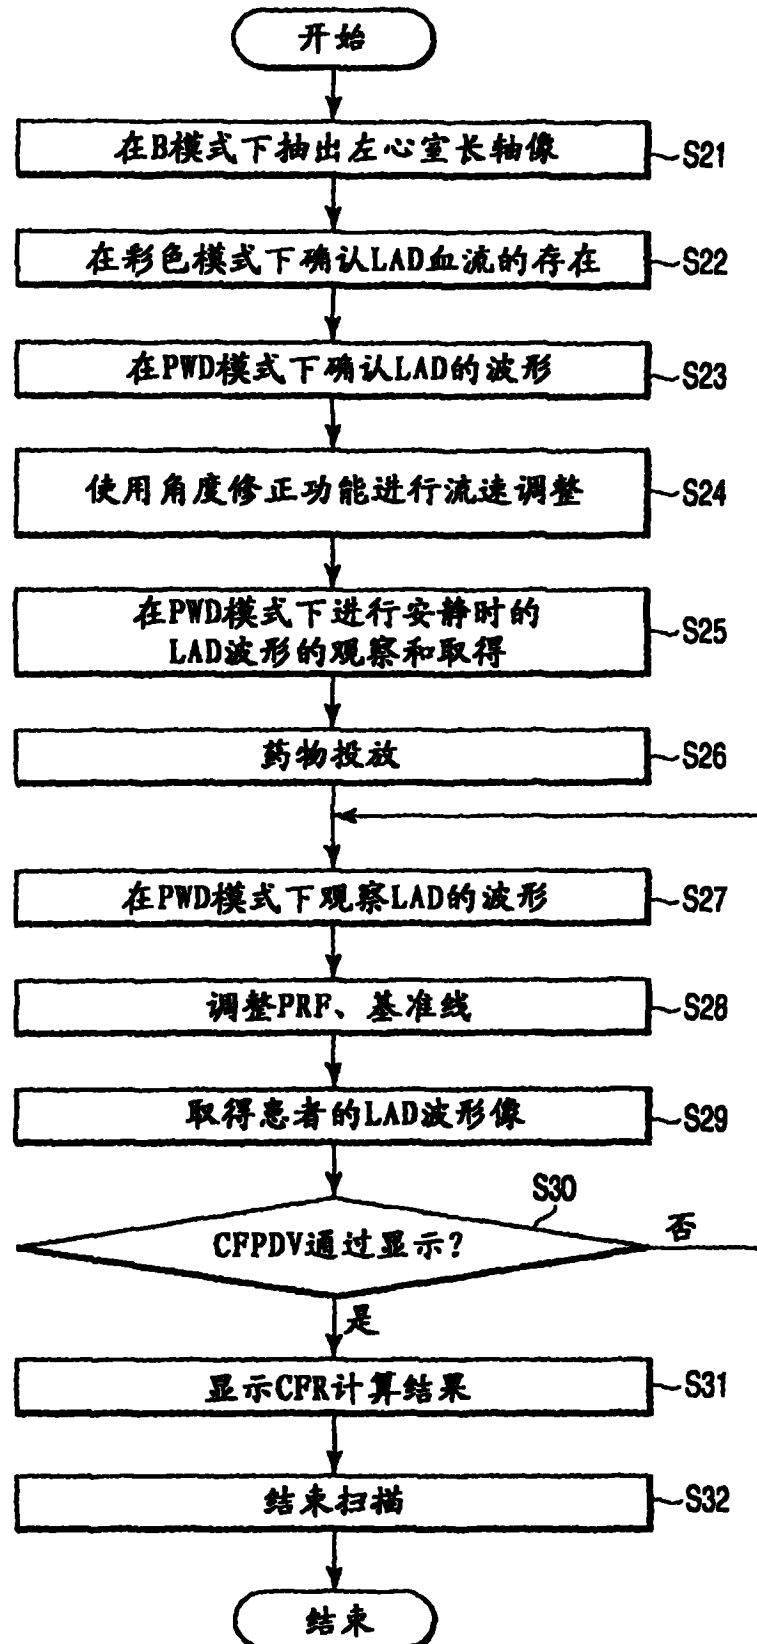 开始
在B模式下抽出左心室长轴像
S21
在彩色模式下确认LAD血流的存在
S22
在PWD模式下确认LAD的波形
S23
使用角度修正功能进行流速调整
S24
在PWD模式下进行安静时的
LAD波形的观察和取得
S25
药物投放
S26
在PWD模式下观察LAD的波形
S27
调整PRF、基准线
S28
取得患者的LAD波形像
S29
S30
CFPDV通过显示?
否
是
显示CFR计算结果
S31
结束扫描
S32
结束